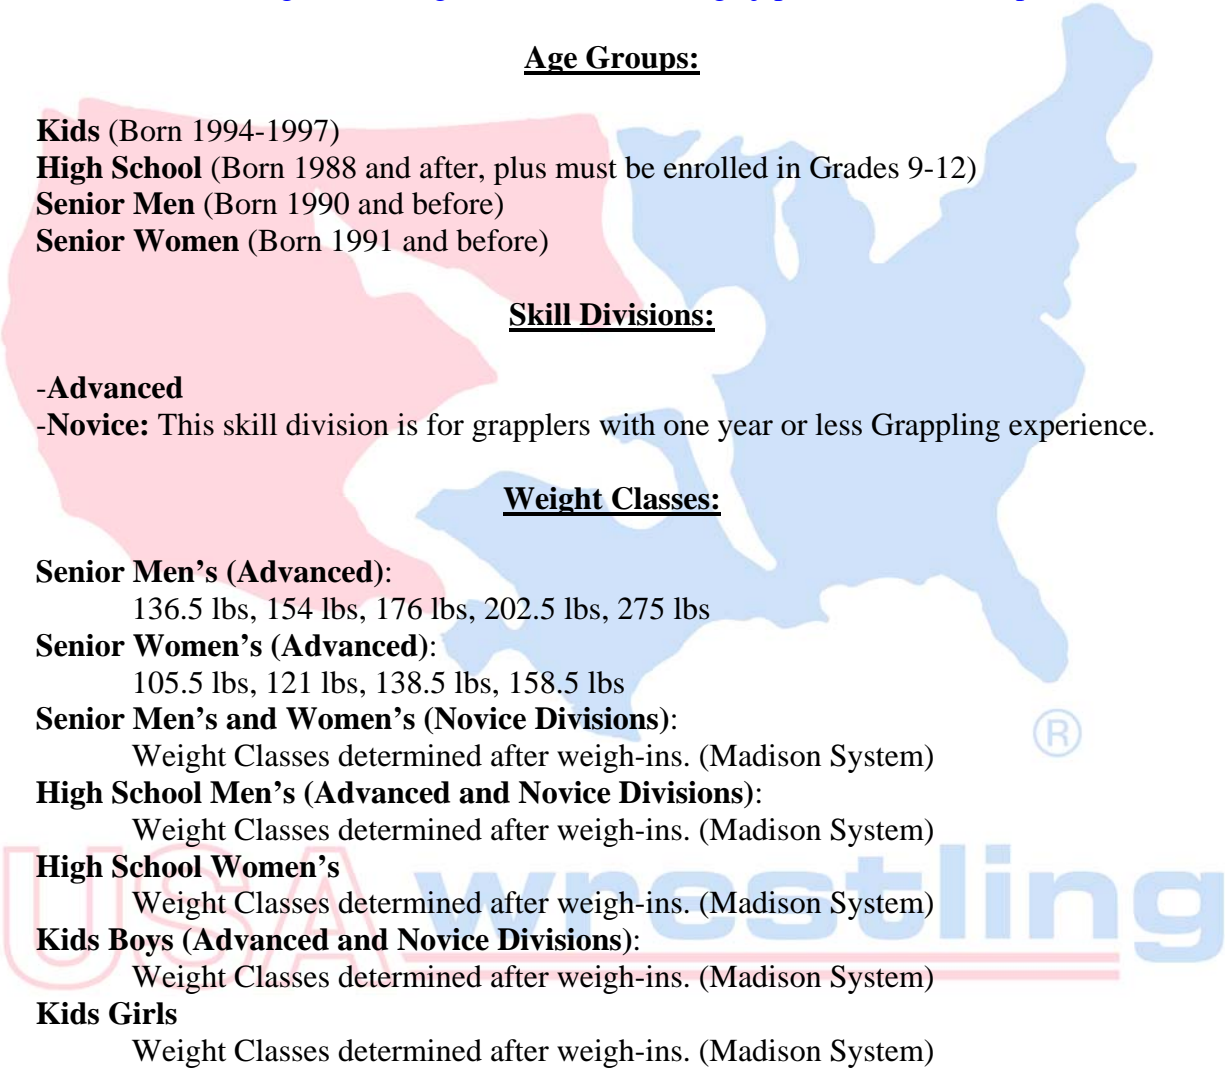 Age Groups:
Kids (Born 1994-1997)
High School (Born 1988 and after, plus must be enrolled in Grades 9-12)
Senior Men (Born 1990 and before)
Senior Women (Born 1991 and before)
Skill Divisions:
-Advanced
-Novice: This skill division is for grapplers with one year or less Grappling experience.
Weight Classes:
Senior Men’s (Advanced):
136.5 lbs, 154 lbs, 176 lbs, 202.5 lbs, 275 lbs
Senior Women’s (Advanced):
105.5 lbs, 121 lbs, 138.5 lbs, 158.5 lbs
Senior Men’s and Women’s (Novice Divisions):
Weight Classes determined after weigh-ins. (Madison System)
®
High School Men’s (Advanced and Novice Divisions):
Weight Classes determined after weigh-ins. (Madison System)
High School Women’s
Weight Classes determined after weigh-ins. (Madison System)
Kids Boys (Advanced and Novice Divisions):
Weight Classes determined after weigh-ins. (Madison System)
Kids Girls
Weight Classes determined after weigh-ins. (Madison System)
USA wrestling